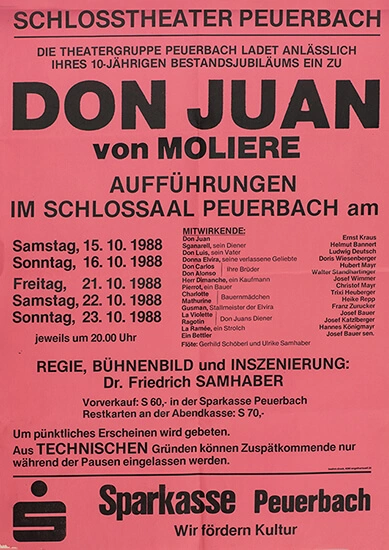 SCHLOSSTHEATER PEUERBACH
DIE THEATERGRUPPE PEUERBACH LADET ANLÄSSLICH
IHRES 10-JÄHRIGEN BESTANDSJUBILÄUMS EIN ZU
DON JUAN
von MOLIERE
AUFFÜHRUNGEN
IM SCHLOSSAAL PEUERBACH am
Samstag, 15. 10. 1988
Sonntag, 16. 10. 1988
Freitag, 21. 10. 1988
Samstag, 22. 10. 1988
Sonntag, 23. 10. 1988
jeweils um 20.00 Uhr
MITWIRKENDE:
Don Juan Ernst Kraus
Sganarell, sein Diener Helmut Bannert
Don Luis, sein Vater Ludwig Deutsch
Donna Elvira, seine verlassene Geliebte Doris Wiesenberger
Don Carlos Hubert Mayr
Don Alonso Ihre Brüder Walter Standhartinger
Herr Dimanche, ein Kaufmann Josef Wimmer
Pierrot, ein Bauer Christof Mayr
Charlotte Trixi Heuberger
Mathurine Bauernmädchen Heike Repp
Gusman, Stallmeister der Elvira Franz Zurucker
La Violette Josef Bauer
Ragotin Don Juans Diener Josef Katzlberger
La Ramée, ein Strolch Hannes Königmayr
Ein Bettler Josef Bauer sen.
Flöte: Gerhild Schöberl und Ulrike Samhaber
REGIE, BÜHNENBILD und INSZENIERUNG:
Dr. Friedrich SAMHABER
Vorverkauf: S 60,- in der Sparkasse Peuerbach
Restkarten an der Abendkasse: S 70,-
Um pünktliches Erscheinen wird gebeten.
Aus TECHNISCHEN Gründen können Zuspätkommende nur
während der Pausen eingelassen werden.
Sparkasse Peuerbach
Wir fördern Kultur